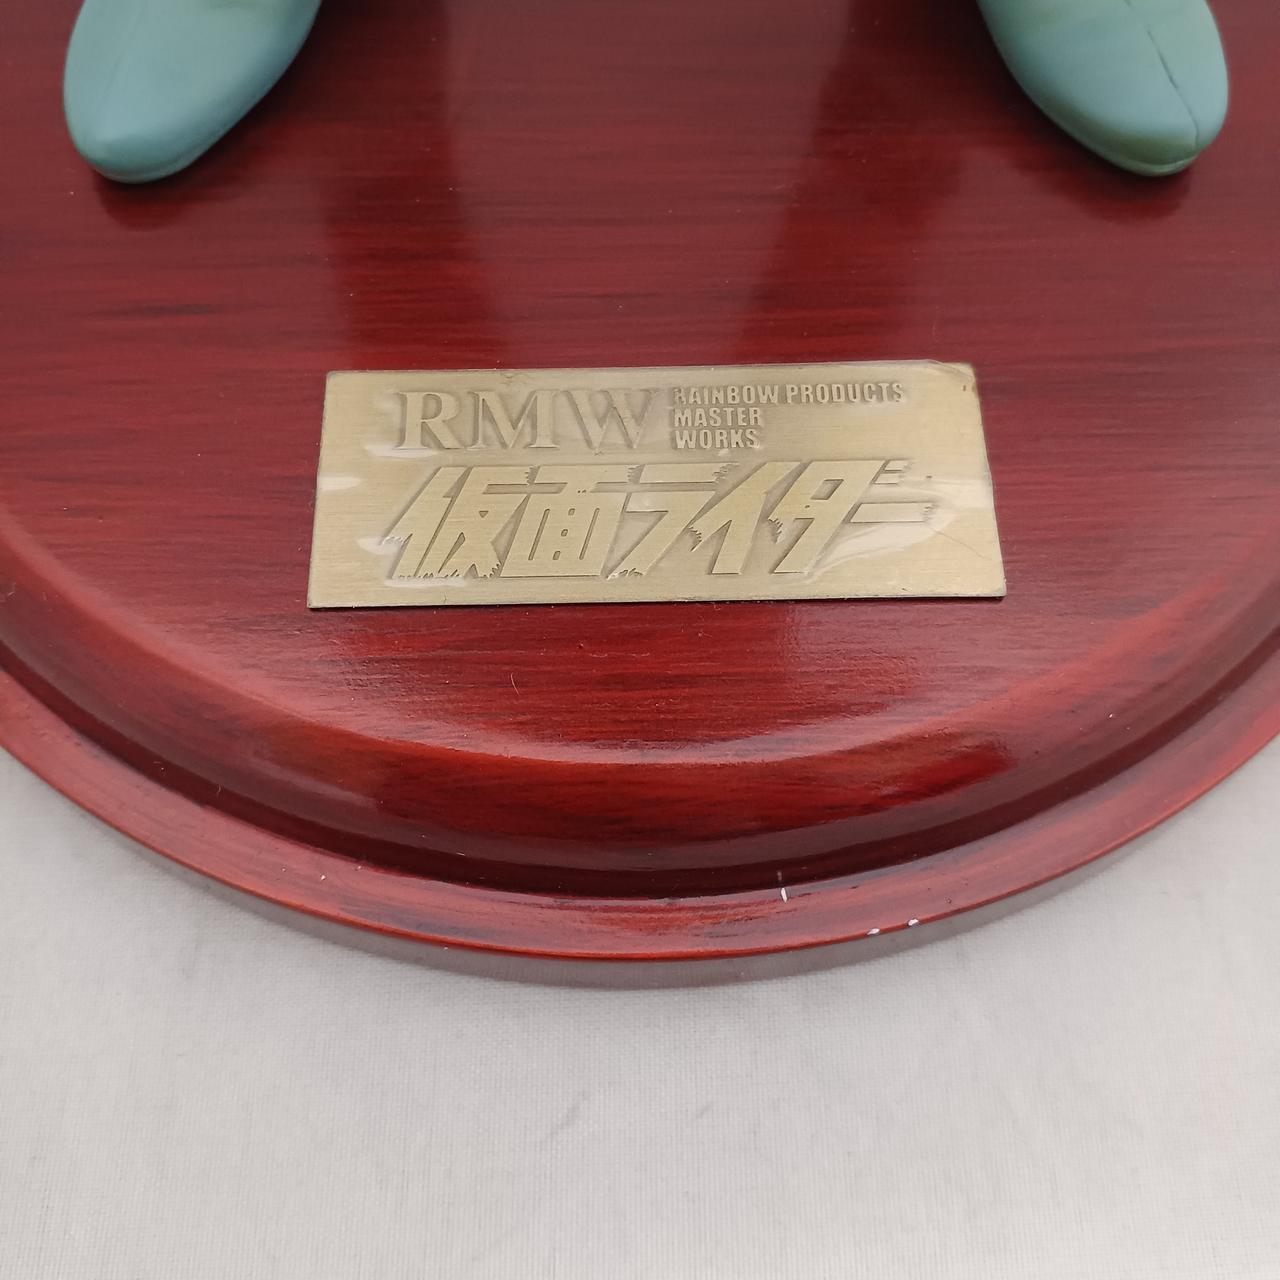 RMW RAINBOW PRODUCTS
MASTER
WORKS
仮面ライダー